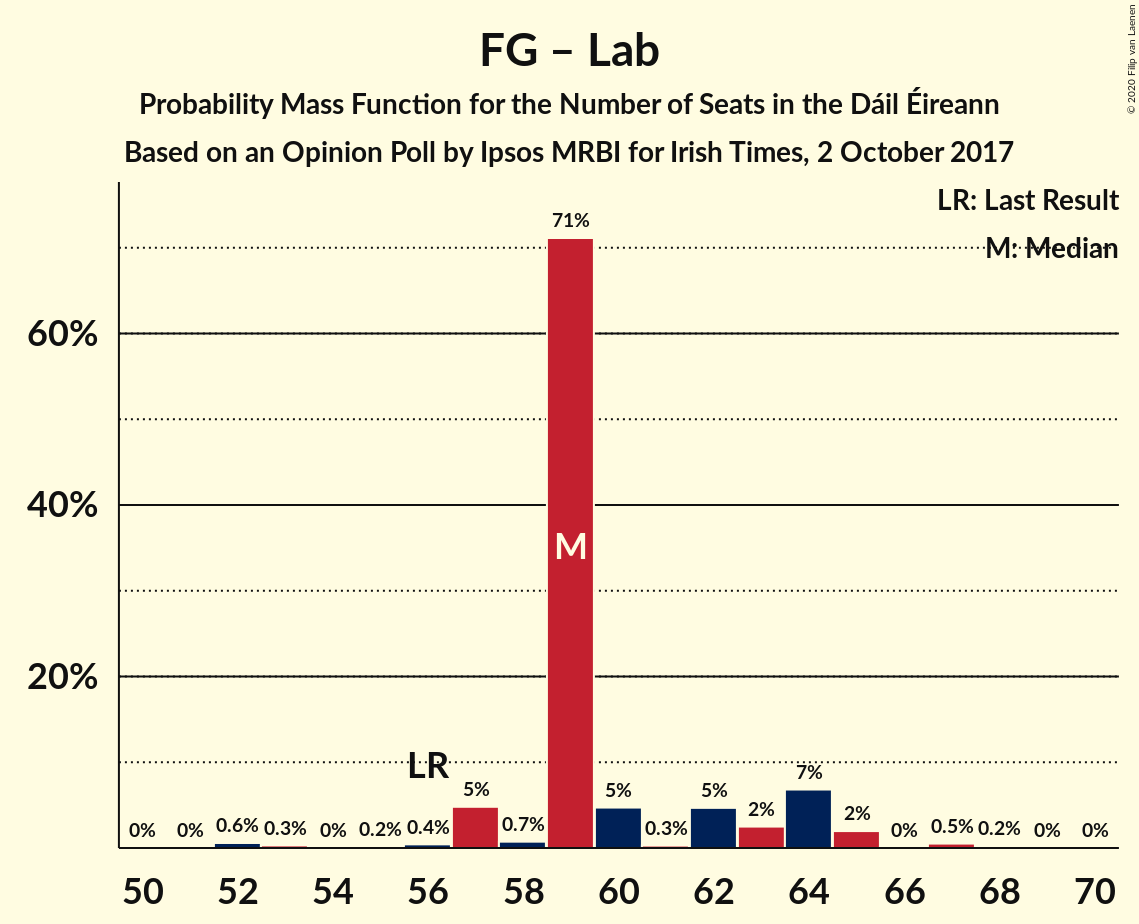 FG – Lab
Probability Mass Function for the Number of Seats in the Dáil Éireann
Based on an Opinion Poll by Ipsos MRBI for Irish Times, 2 October 2017
© 2020 Filip van Laenen
LR: Last Result
M: Median
60%
40%
20%
71%
M
LR
0% 0% 0.6% 0.3% 0% 0.2% 0.4% 5% 0.7% 5% 0.3% 5% 2% 7% 2% 0% 0.5% 0.2% 0% 0%
50 52 54 56 58 60 62 64 66 68 70